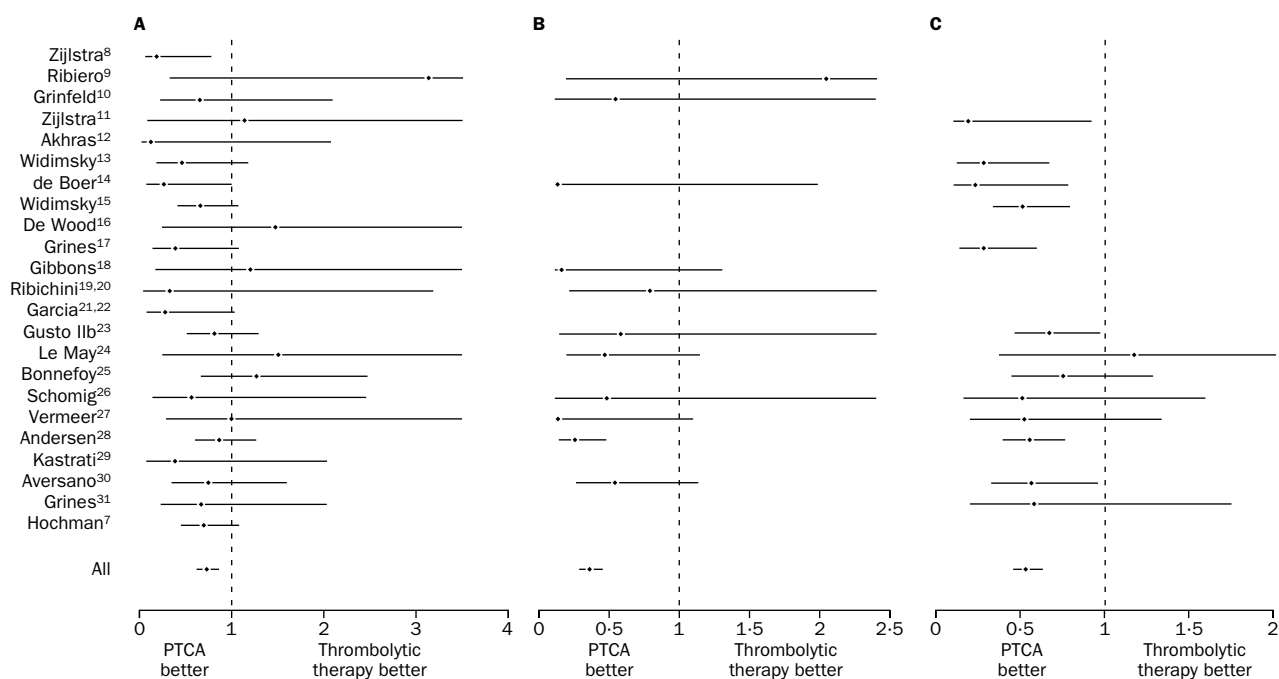 A B C
Zijlstra⁸
Ribiero⁹
Grinfeld¹⁰
Zijlstra¹¹
Akhras¹²
Widimsky¹³
de Boer¹⁴
Widimsky¹⁵
De Wood¹⁶
Grines¹⁷
Gibbons¹⁸
Ribichini¹⁹,²⁰
Garcia²¹,²²
Gusto IIb²³
Le May²⁴
Bonnefoy²⁵
Schomig²⁶
Vermeer²⁷
Andersen²⁸
Kastrati²⁹
Aversano³⁰
Grines³¹
Hochman⁷
All
0 1 2 3 4 0 0·5 1 1·5 2 2·5 0 0·5 1 1·5 2
PTCA Thrombolytic PTCA Thrombolytic PTCA Thrombolytic
better therapy better better therapy better better therapy better